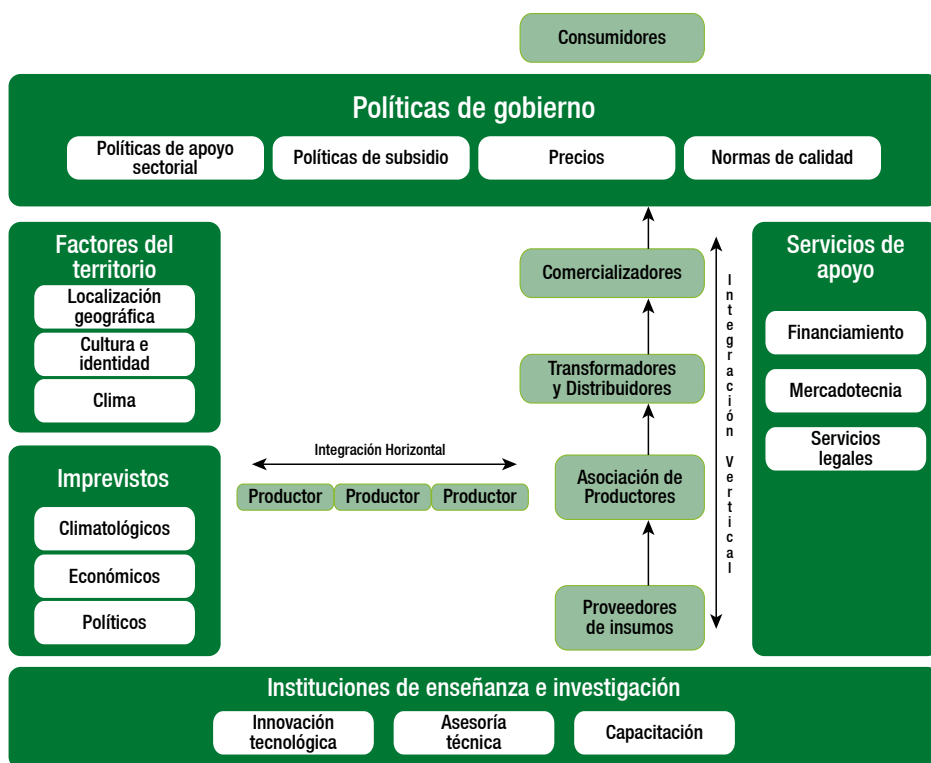 Consumidores
Políticas de gobierno
Políticas de apoyo
sectorial
Políticas de subsidio
Precios
Normas de calidad
Factores del
territorio
Localización
geográfica
Cultura e
identidad
Clima
Imprevistos
Climatológicos
Económicos
Políticos
Integración Horizontal
Productor
Productor
Productor
Comercializadores
Transformadores
y Distribuidores
Asociación de
Productores
Proveedores
de insumos
Integración Vertical
Servicios de
apoyo
Financiamiento
Mercadotecnia
Servicios
legales
Instituciones de enseñanza e investigación
Innovación
tecnológica
Asesoría
técnica
Capacitación